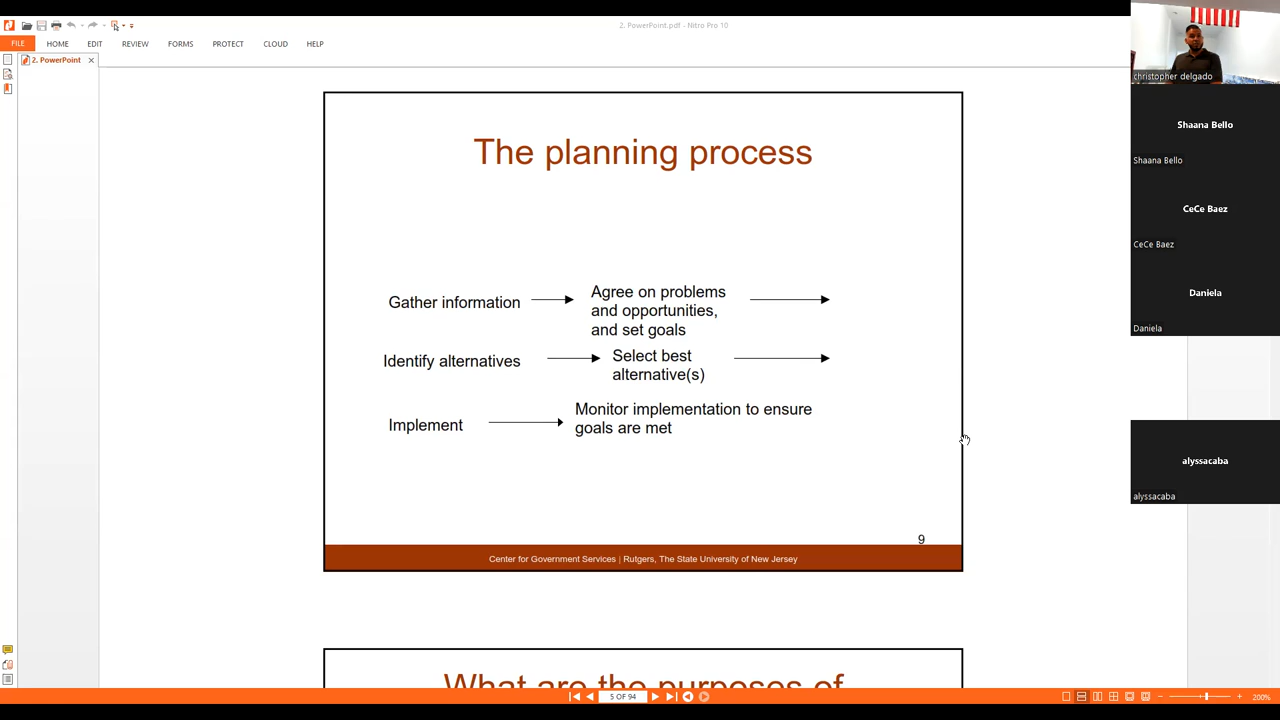 2. PowerPoint.pdf - Nitro Pro 10
FILE HOME EDIT REVIEW FORMS PROTECT CLOUD HELP
2. PowerPoint
The planning process
Gather information
Agree on problems
and opportunities,
and set goals
Identify alternatives
Select best
alternative(s)
Implement
Monitor implementation to ensure
goals are met
9
Center for Government Services | Rutgers, The State University of New Jersey
What are the purposes of
5 OF 94
200%
christopher delgado
Shaana Bello
Shaana Bello
CeCe Baez
CeCe Baez
Daniela
Daniela
alyssacaba
alyssacaba